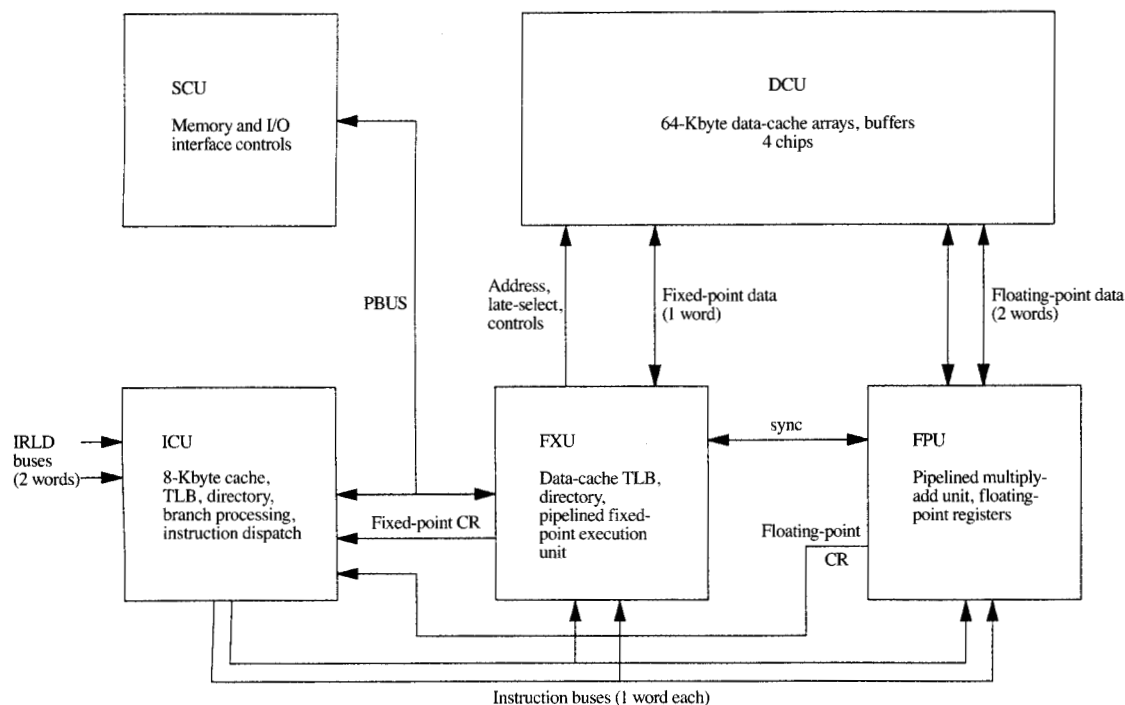 SCU
Memory and I/O
interface controls
DCU
64-Kbyte data-cache arrays, buffers
4 chips
PBUS
Address,
late-select,
controls
Fixed-point data
(1 word)
Floating-point data
(2 words)
IRLD
buses
(2 words)
ICU
8-Kbyte cache,
TLB, directory,
branch processing,
instruction dispatch
Fixed-point CR
FXU
Data-cache TLB,
directory,
pipelined fixed-
point execution
unit
sync
Floating-point
CR
FPU
Pipelined multiply-
add unit, floating-
point registers
Instruction buses (1 word each)